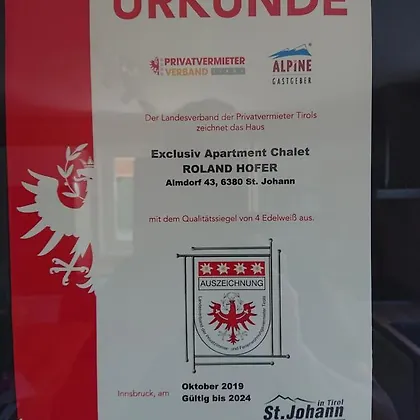 URKUNDE
PRIVATVERMIETER
VERBAND TIROL
ALPINE
GASTGEBER
Der Landesverband der Privatvermieter Tirols
zeichnet das Haus
Exclusiv Apartment Chalet
ROLAND HOFER
Almdorf 43, 6380 St. Johann
mit dem Qualitätssiegel von 4 Edelweiß aus.
AUSZEICHNUNG
Innsbruck, am
Oktober 2019
Gültig bis 2024
in Tirol
St.Johann